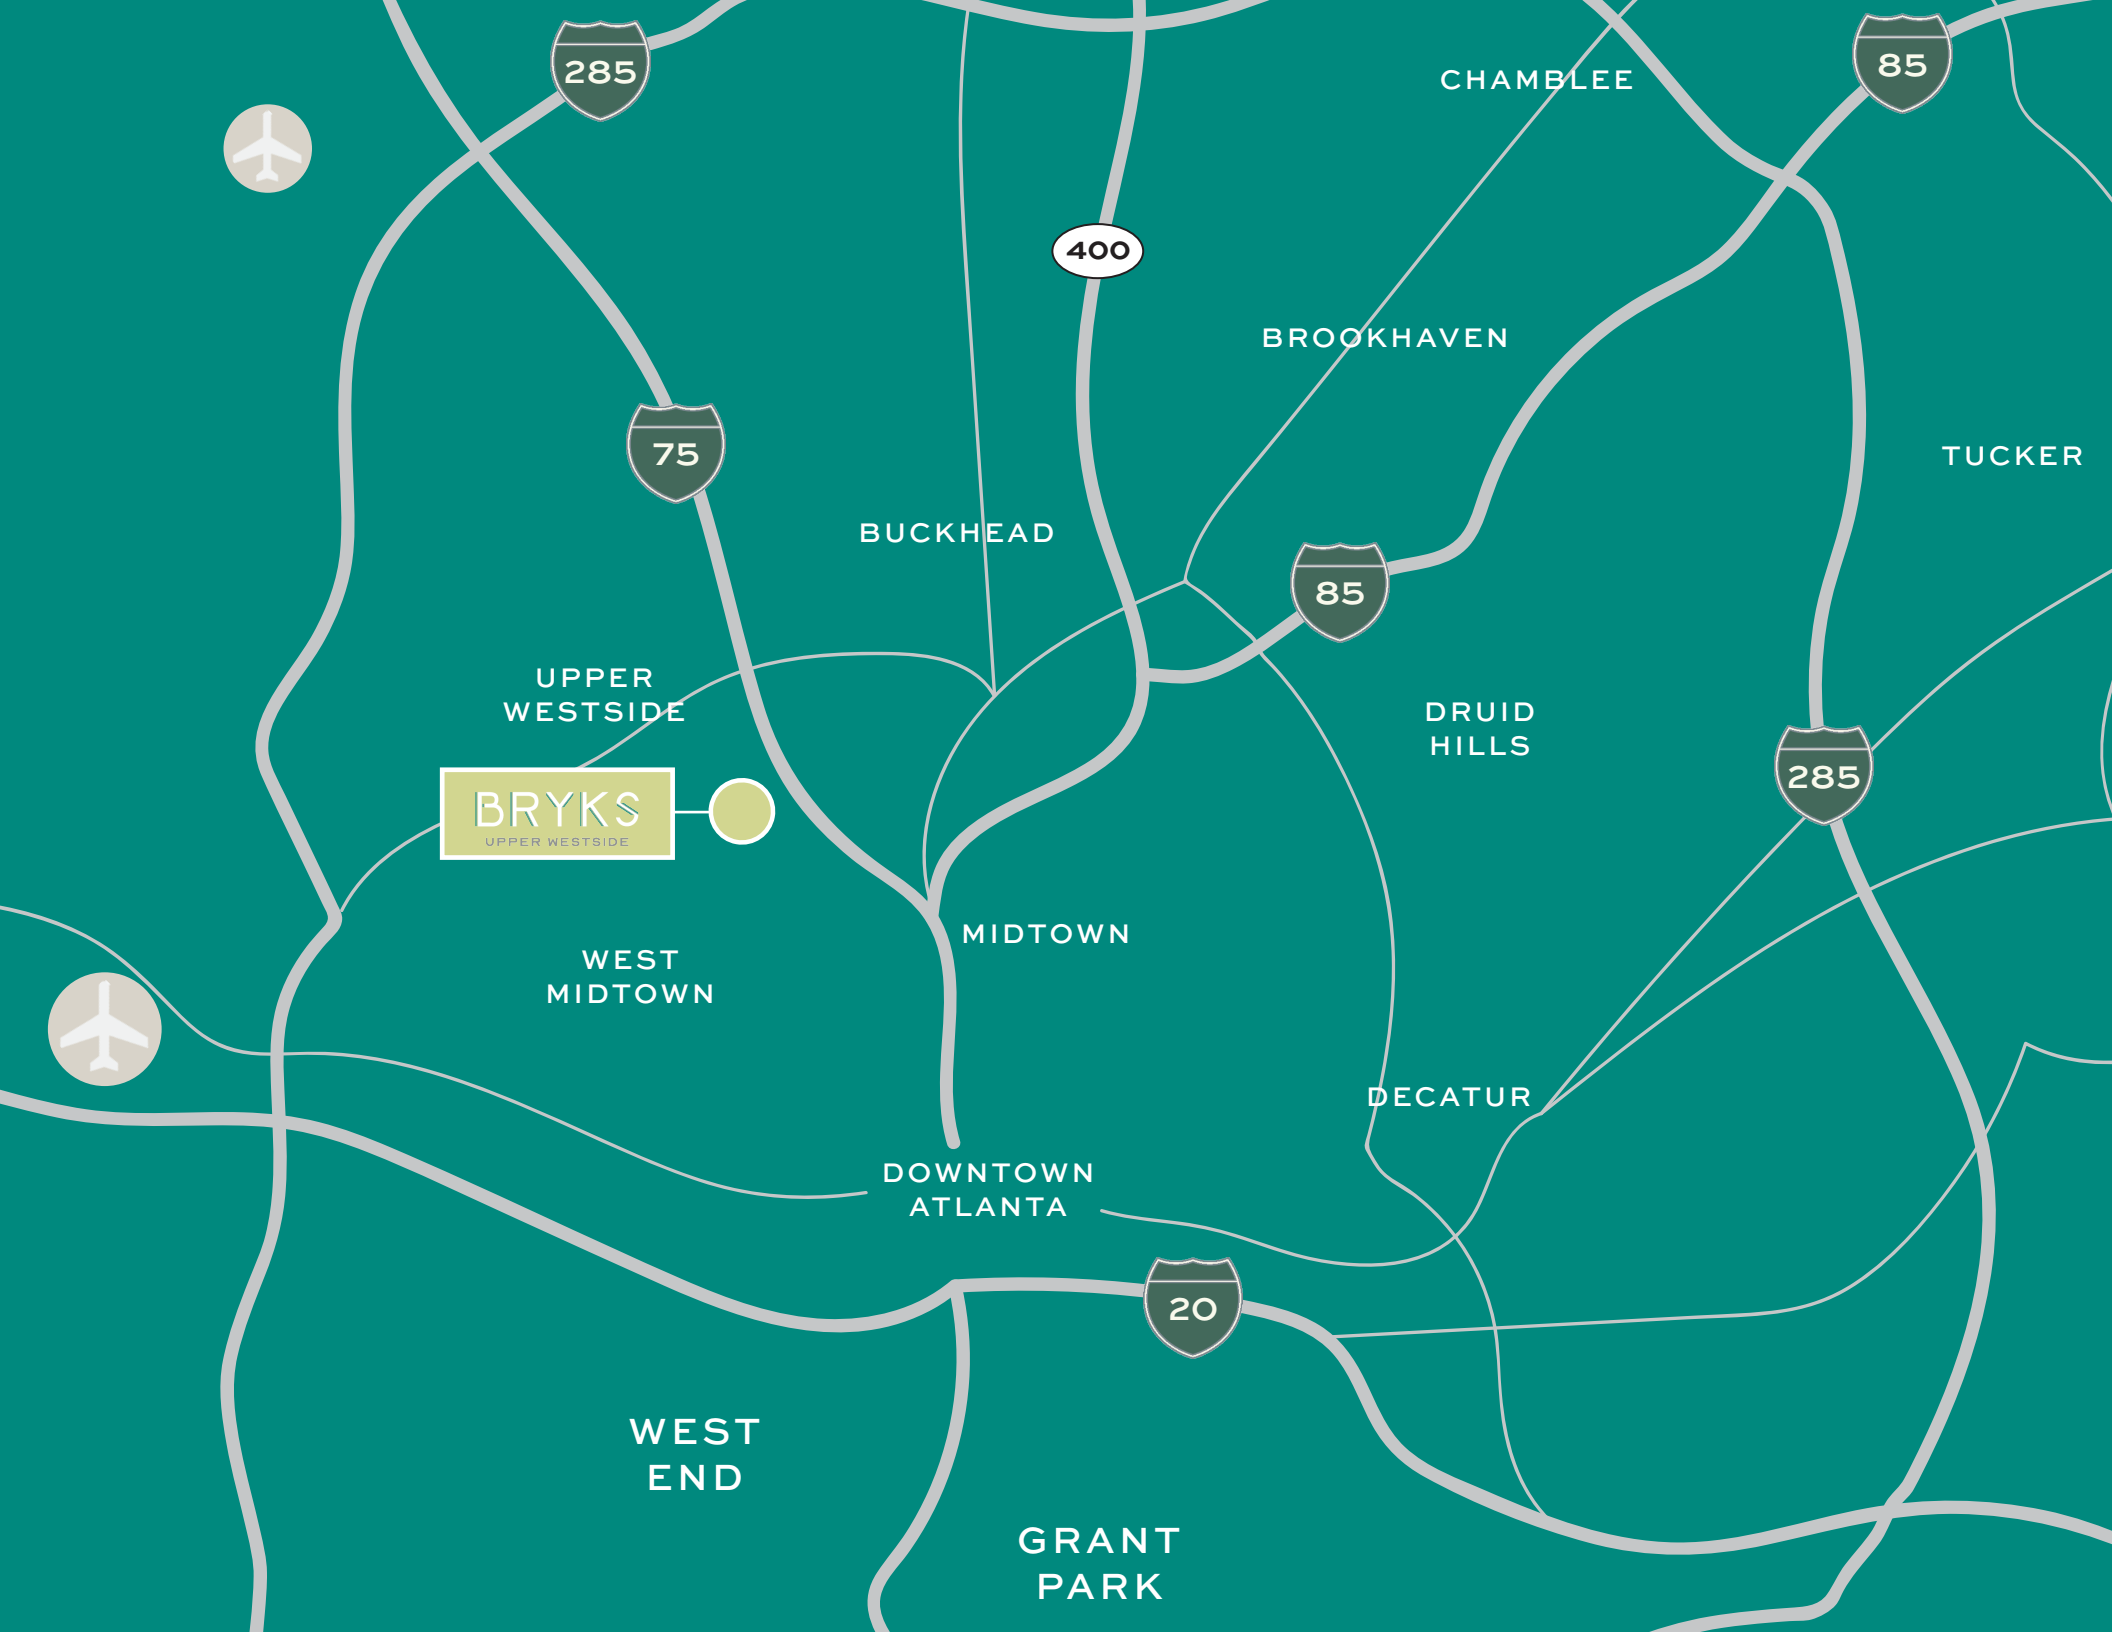 285
85
CHAMBLEE
400
BROOKHAVEN
75
TUCKER
BUCKHEAD
85
UPPER
WESTSIDE
DRUID
HILLS
285
BRYKS
UPPER WESTSIDE
MIDTOWN
WEST
MIDTOWN
DECATUR
DOWNTOWN
ATLANTA
20
WEST
END
GRANT
PARK